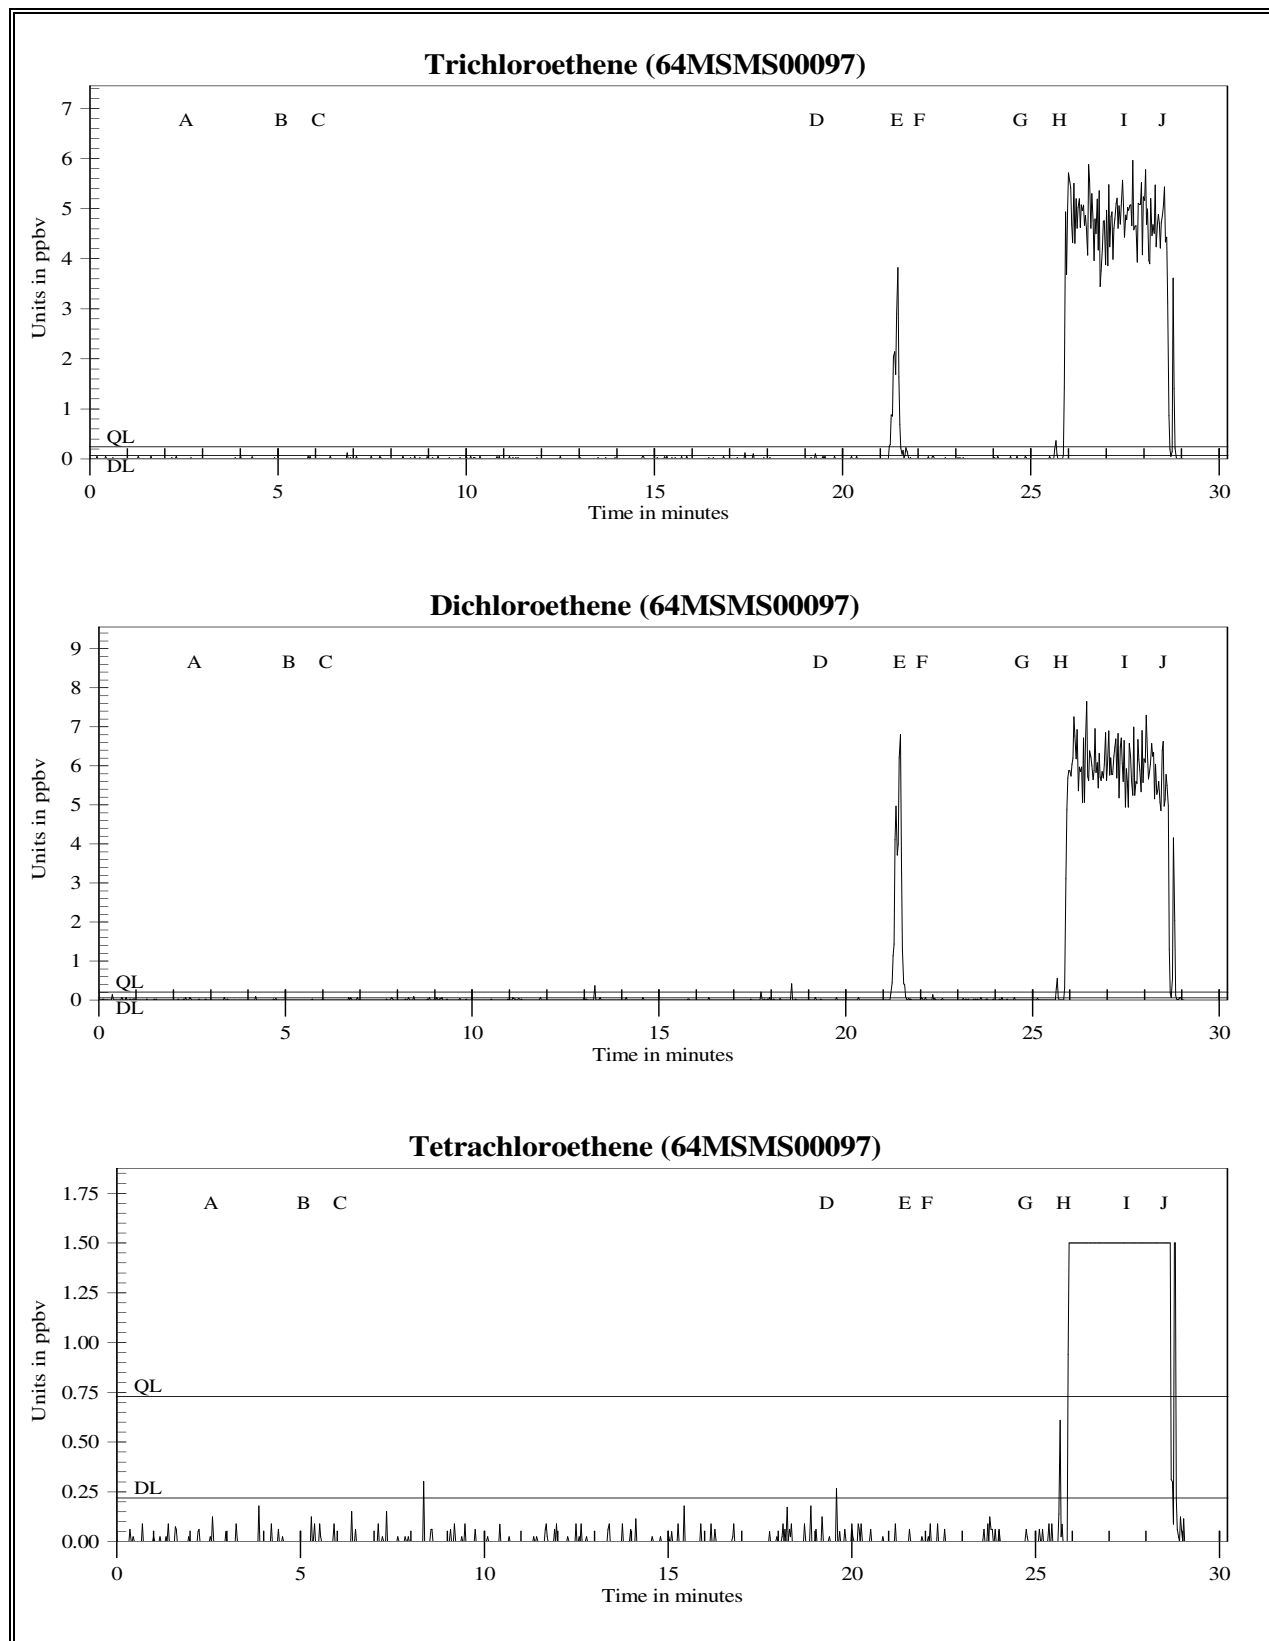 Trichloroethene (64MSMS00097)
7
A B C D E F G H I J
6
5
4
3
2
1
QL
0
DL
0 5 10 15 20 25 30
Time in minutes
Units in ppbv
Dichloroethene (64MSMS00097)
9
A B C D E F G H I J
8
7
6
5
4
3
2
1
QL
0
DL
0 5 10 15 20 25 30
Time in minutes
Units in ppbv
Tetrachloroethene (64MSMS00097)
1.75
A B C D E F G H I J
1.50
1.25
1.00
0.75
QL
0.50
0.25
DL
0.00
0 5 10 15 20 25 30
Time in minutes
Units in ppbv